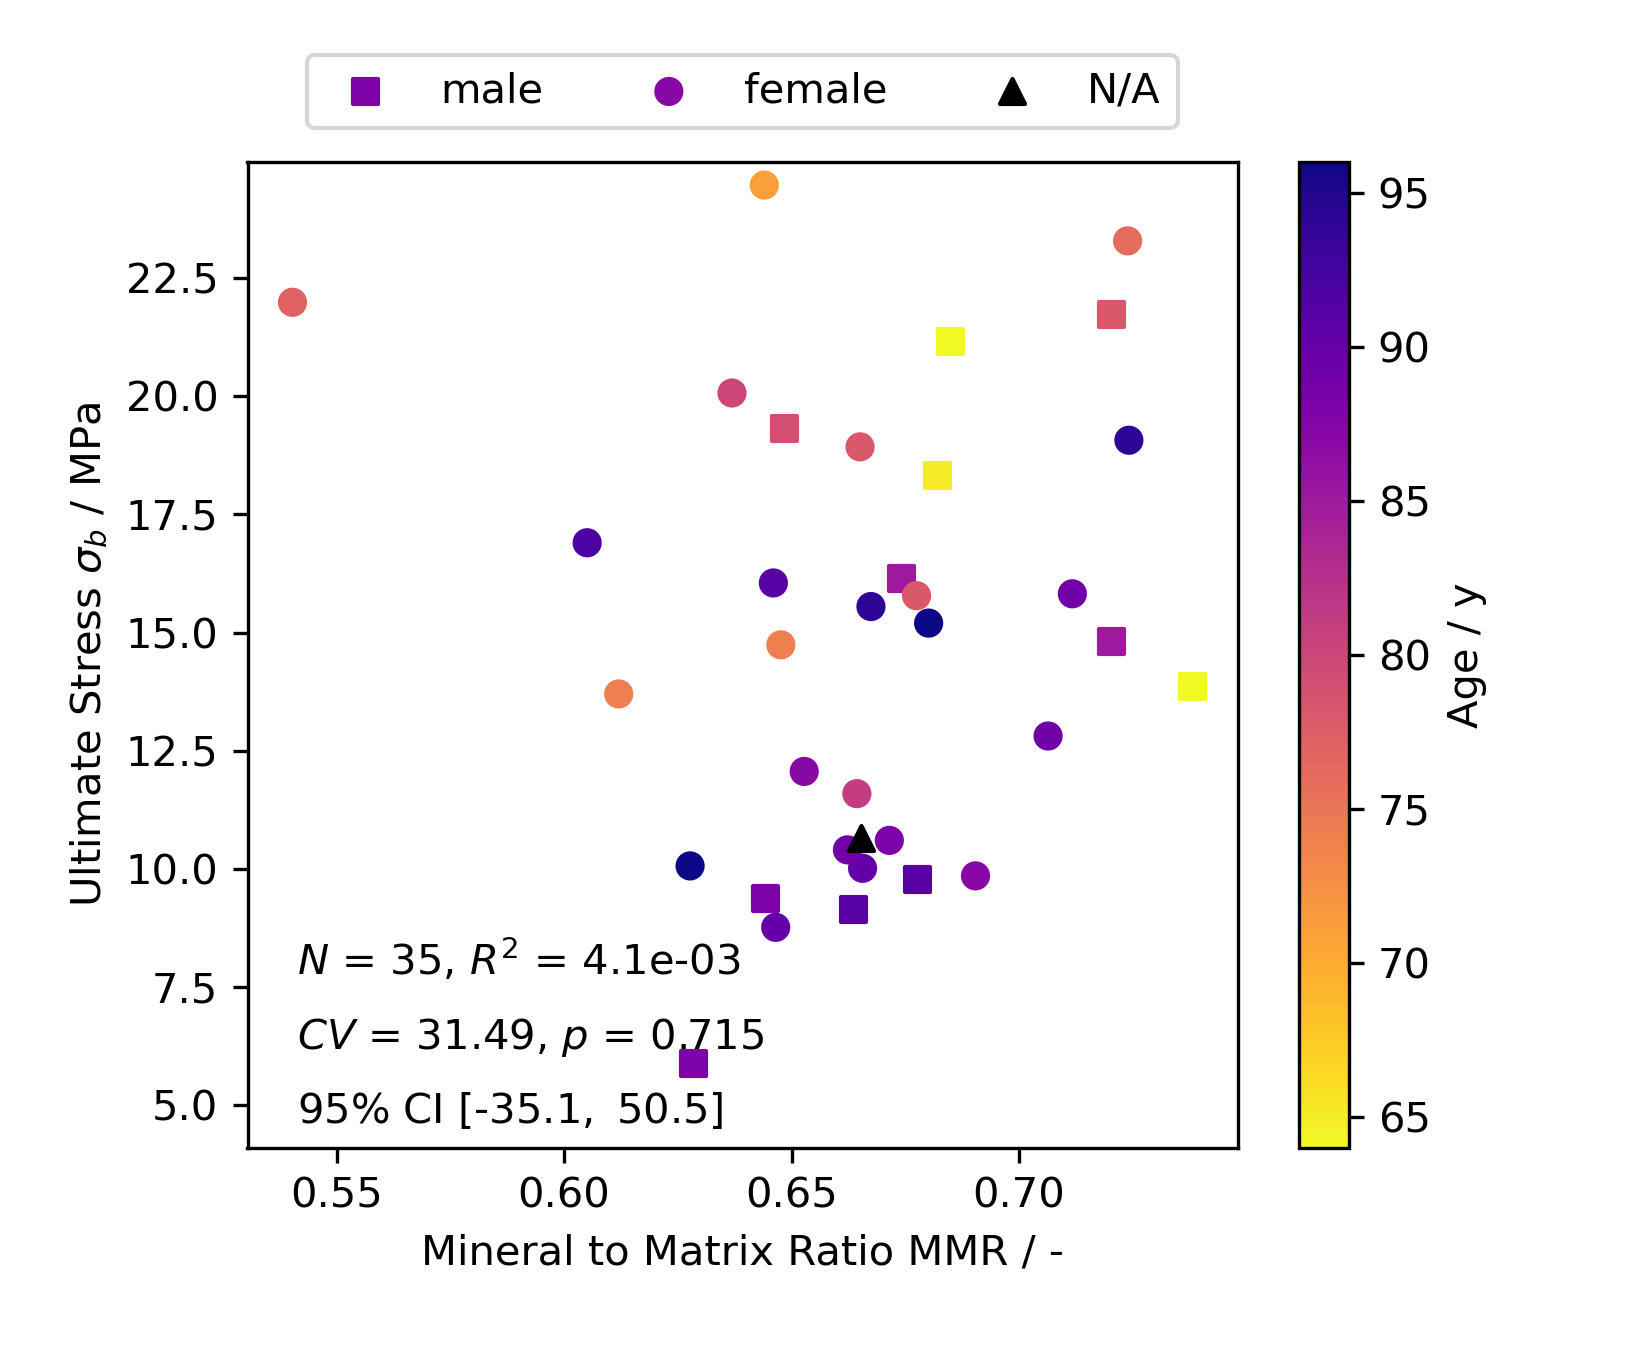 male female N/A
22.5
20.0
17.5
15.0
12.5
10.0
7.5
5.0
Ultimate Stress σ_b / MPa
N = 35, R² = 4.1e-03
CV = 31.49, p = 0.715
95% CI [-35.1, 50.5]
0.55 0.60 0.65 0.70
Mineral to Matrix Ratio MMR / -
95
90
85
80
75
70
65
Age / y